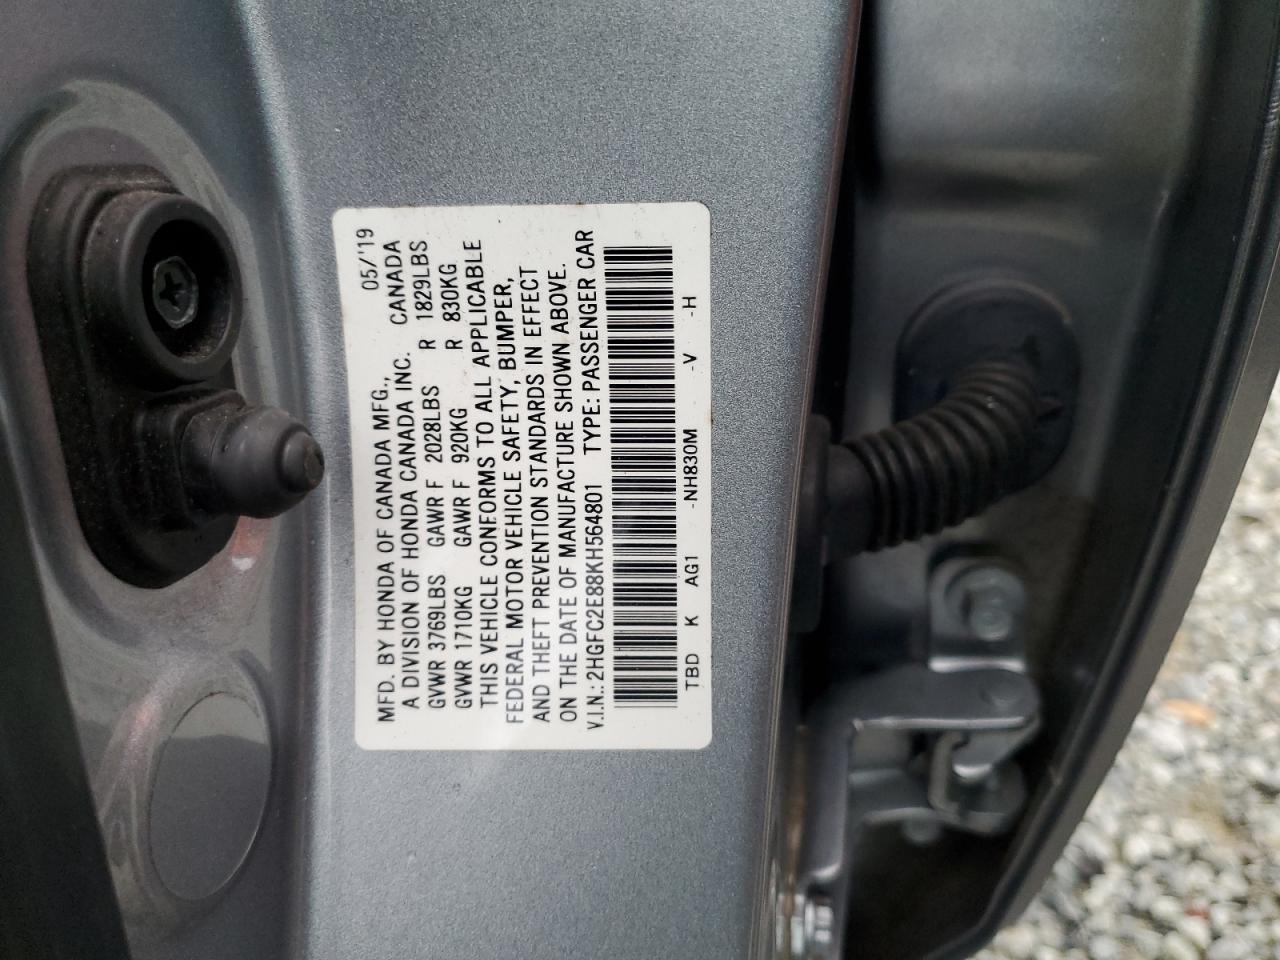 MFD. BY HONDA OF CANADA MFG., 05/'19
A DIVISION OF HONDA CANADA INC. CANADA
GVWR 3769LBS GAWR F 2028LBS R 1829LBS
GVWR 1710KG GAWR F 920KG R 830KG
THIS VEHICLE CONFORMS TO ALL APPLICABLE
FEDERAL MOTOR VEHICLE SAFETY, BUMPER,
AND THEFT PREVENTION STANDARDS IN EFFECT
ON THE DATE OF MANUFACTURE SHOWN ABOVE.
V.I.N.: 2HGFC2E88KH564801 TYPE: PASSENGER CAR
TBD K AG1 -NH830M -V -H